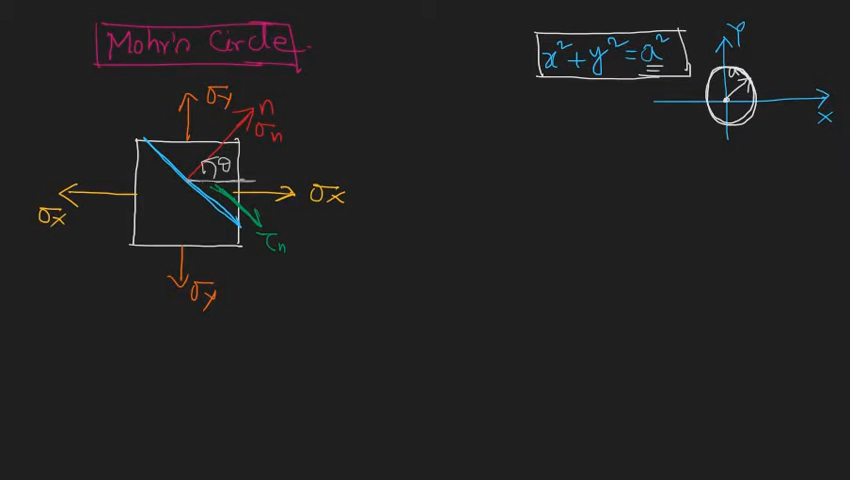 Mohr's Circle
x² + y² = a²
Y
a
X
σy
n
σn
θ
σx
σx
τn
σy